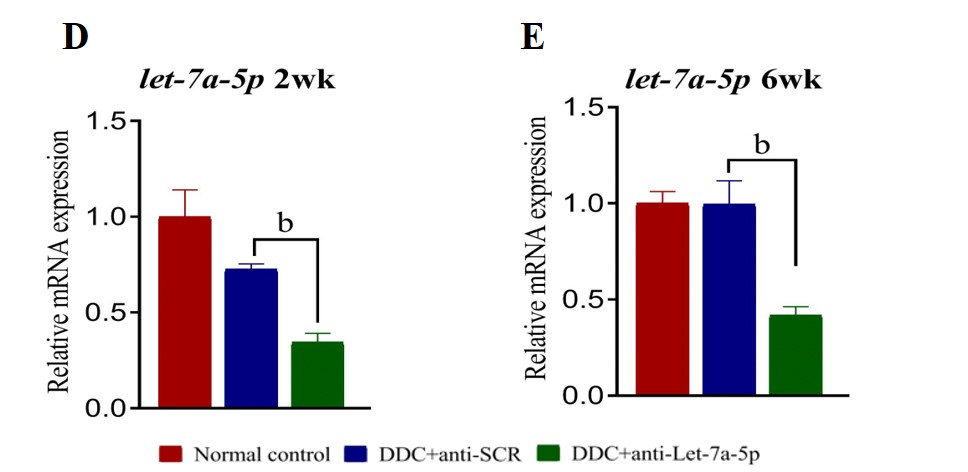 D
let-7a-5p 2wk
Relative mRNA expression
1.5
1.0
0.5
0.0
b
E
let-7a-5p 6wk
Relative mRNA expression
1.5
1.0
0.5
0.0
b
Normal control DDC+anti-SCR DDC+anti-Let-7a-5p